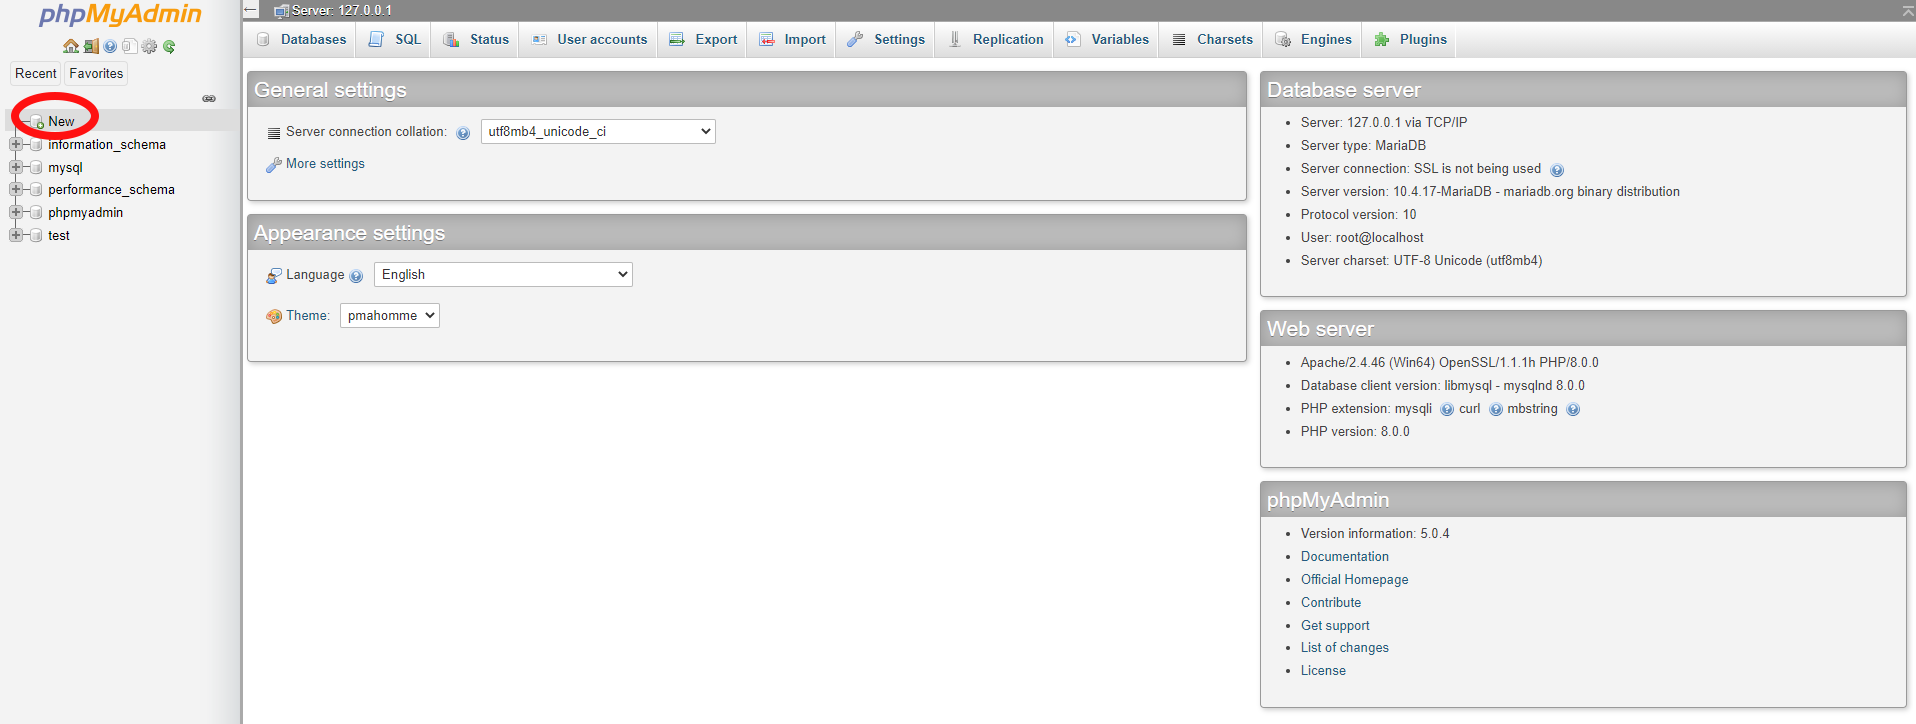 phpMyAdmin
Recent Favorites
New
information_schema
mysql
performance_schema
phpmyadmin
test
Server: 127.0.0.1
Databases SQL Status User accounts Export Import Settings Replication Variables Charsets Engines Plugins
General settings
Server connection collation: utf8mb4_unicode_ci
More settings
Appearance settings
Language English
Theme: pmahomme
Database server
Server: 127.0.0.1 via TCP/IP
Server type: MariaDB
Server connection: SSL is not being used
Server version: 10.4.17-MariaDB - mariadb.org binary distribution
Protocol version: 10
User: root@localhost
Server charset: UTF-8 Unicode (utf8mb4)
Web server
Apache/2.4.46 (Win64) OpenSSL/1.1.1h PHP/8.0.0
Database client version: libmysql - mysqlnd 8.0.0
PHP extension: mysqli curl mbstring
PHP version: 8.0.0
phpMyAdmin
Version information: 5.0.4
Documentation
Official Homepage
Contribute
Get support
List of changes
License